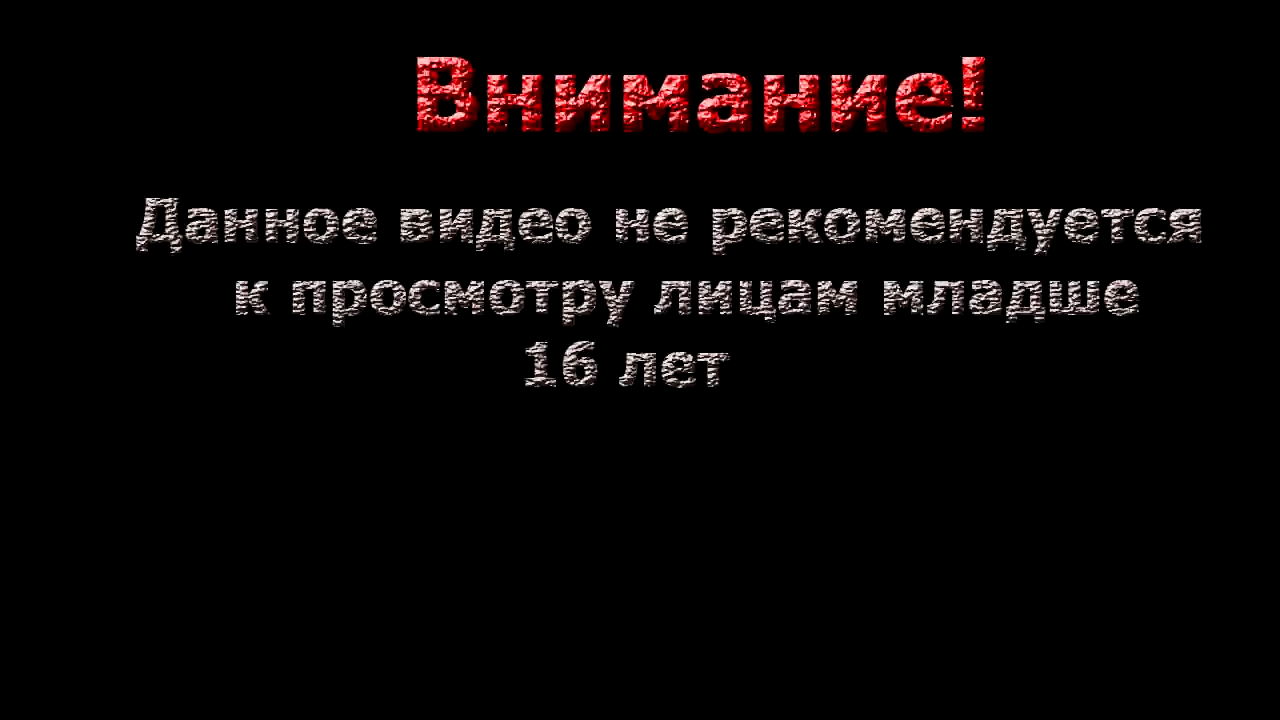 Внимание!
Данное видео не рекомендуется
к просмотру лицам младше
16 лет